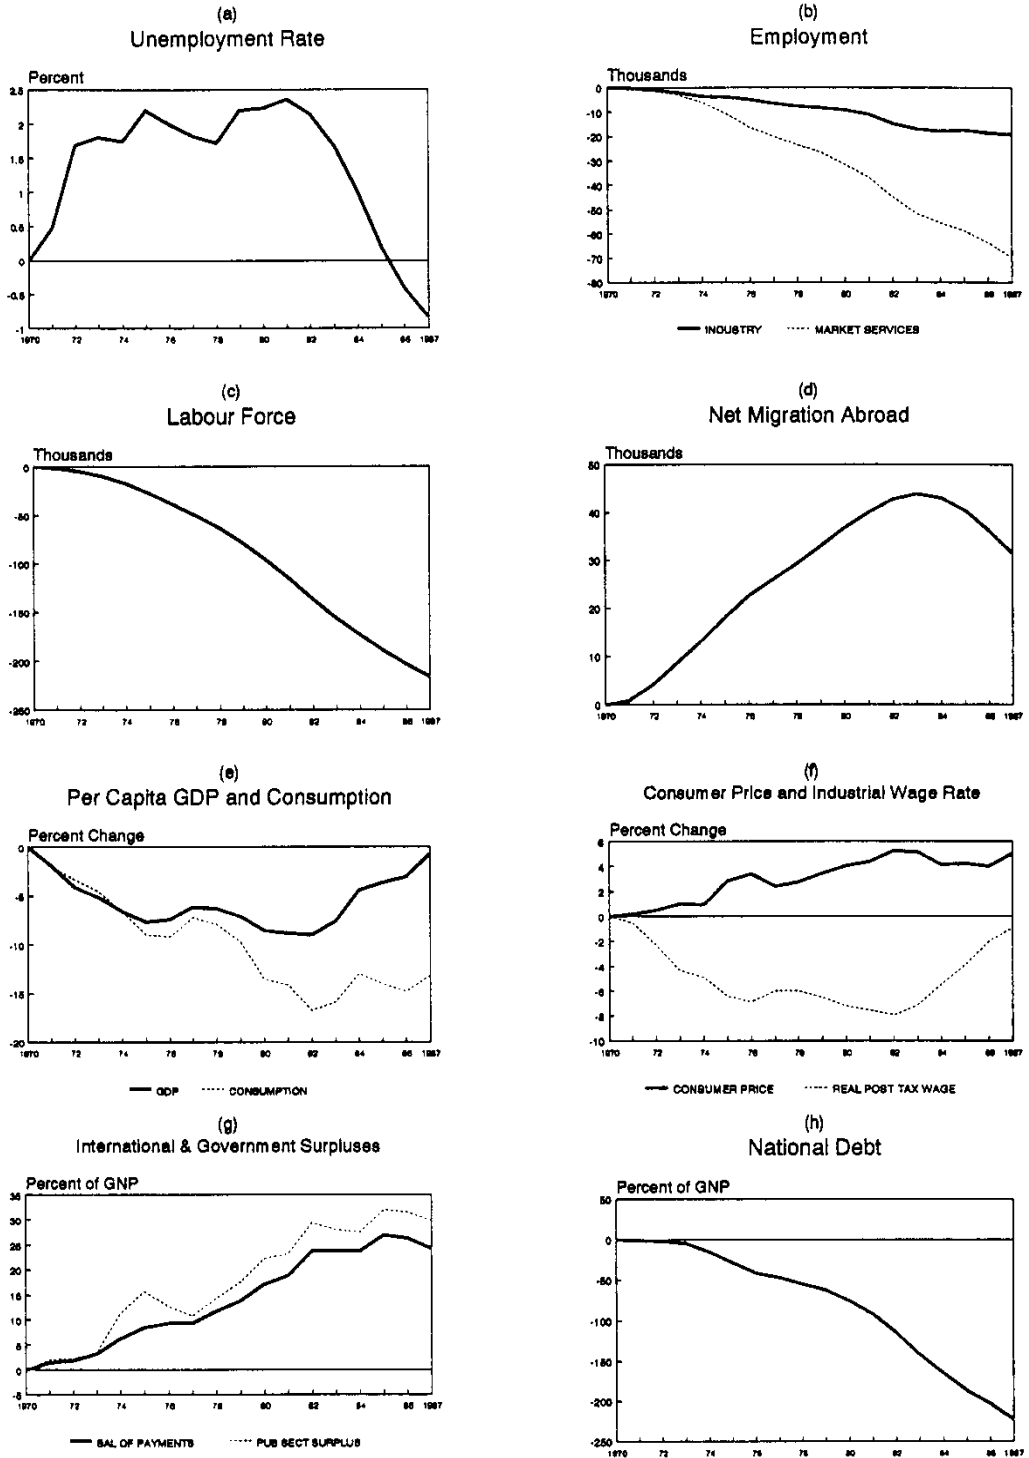 (a)
Unemployment Rate
Percent
2.5
2
1.5
1
0.5
0
-0.5
-1
1970 72 74 76 78 80 82 84 86 1987
(b)
Employment
Thousands
0
-10
-20
-30
-40
-50
-60
-70
-80
1970 72 74 76 78 80 82 84 86 1987
INDUSTRY MARKET SERVICES
(c)
Labour Force
Thousands
0
-50
-100
-150
-200
-250
1970 72 74 76 78 80 82 84 86 1987
(d)
Net Migration Abroad
Thousands
50
40
30
20
10
0
1970 72 74 76 78 80 82 84 86 1987
(e)
Per Capita GDP and Consumption
Percent Change
0
-5
-10
-15
-20
1970 72 74 76 78 80 82 84 86 1987
GDP CONSUMPTION
(f)
Consumer Price and Industrial Wage Rate
Percent Change
6
4
2
0
-2
-4
-6
-8
-10
1970 72 74 76 78 80 82 84 86 1987
CONSUMER PRICE REAL POST TAX WAGE
(g)
International & Government Surpluses
Percent of GNP
35
30
25
20
15
10
5
0
-5
1970 72 74 76 78 80 82 84 86 1987
BAL OF PAYMENTS PUB SECT SURPLUS
(h)
National Debt
Percent of GNP
50
0
-50
-100
-150
-200
-250
1970 72 74 76 78 80 82 84 86 1987